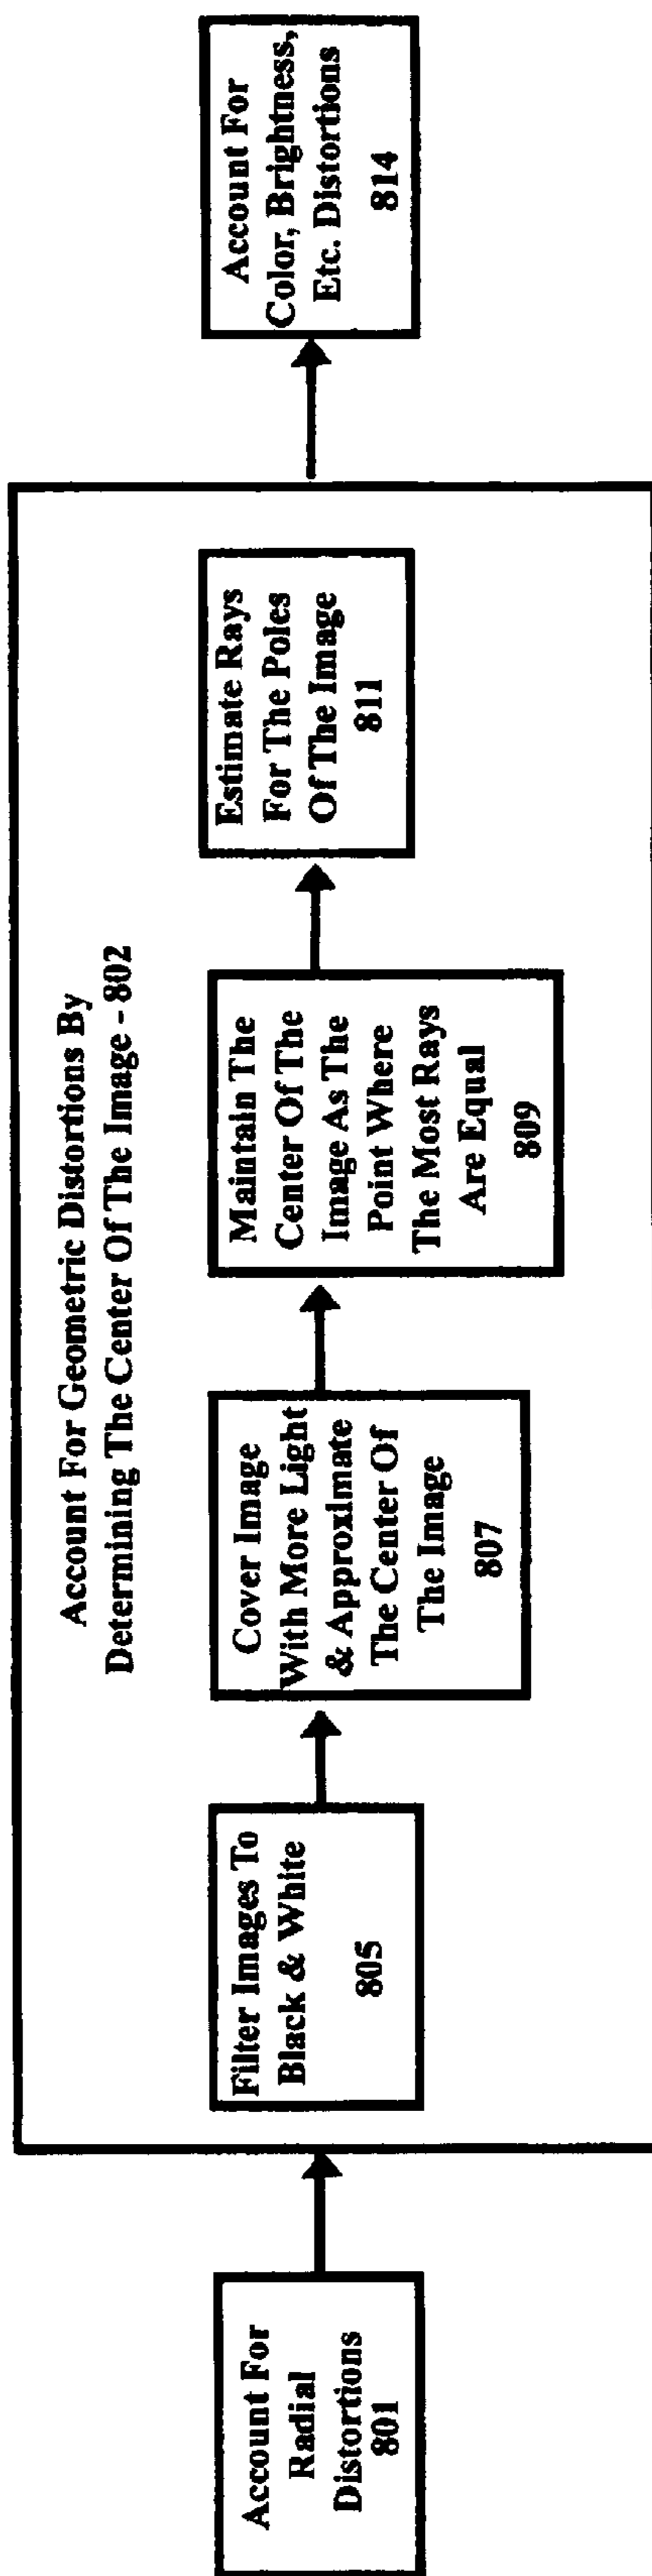 Account For
Radial
Distortions
801
Account For Geometric Distortions By
Determining The Center Of The Image - 802
Filter Images To
Black & White
805
Cover Image
With More Light
& Approximate
The Center Of
The Image
807
Maintain The
Center Of The
Image As The
Point Where
The Most Rays
Are Equal
809
Estimate Rays
For The Poles
Of The Image
811
Account For
Color, Brightness,
Etc. Distortions
814